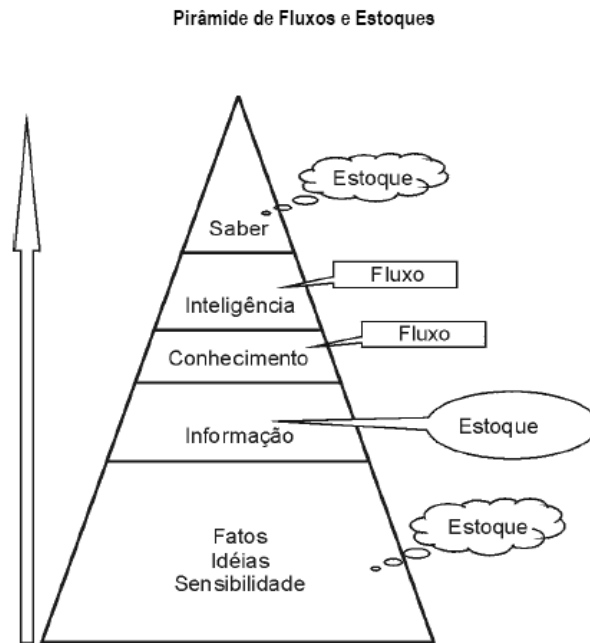 Pirâmide de Fluxos e Estoques
Estoque
Saber
Fluxo
Inteligência
Fluxo
Conhecimento
Estoque
Informação
Estoque
Fatos
Idéias
Sensibilidade